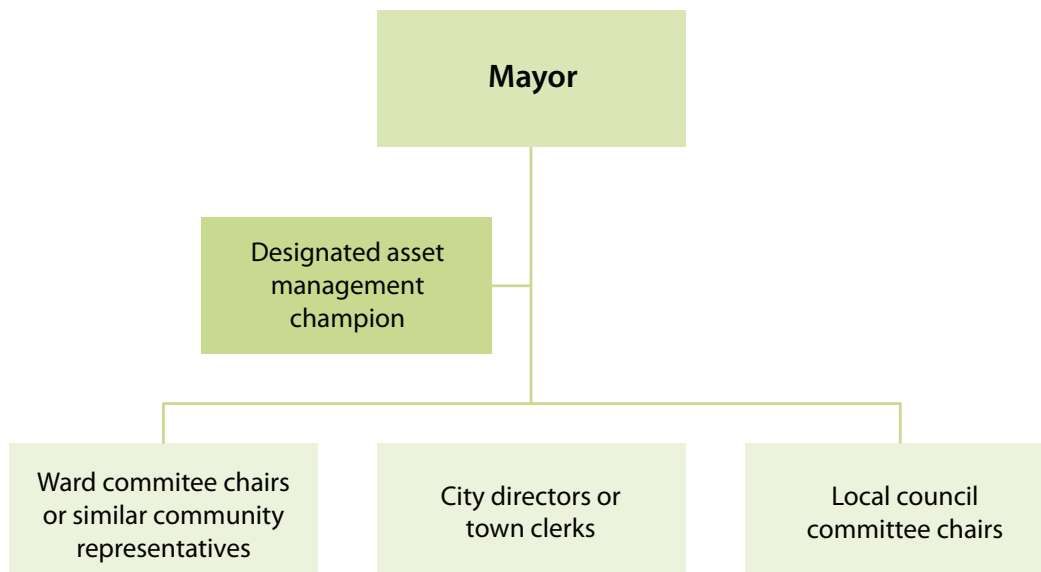 Mayor
Designated asset
management
champion
Ward commitee chairs
or similar community
representatives
City directors or
town clerks
Local council
committee chairs